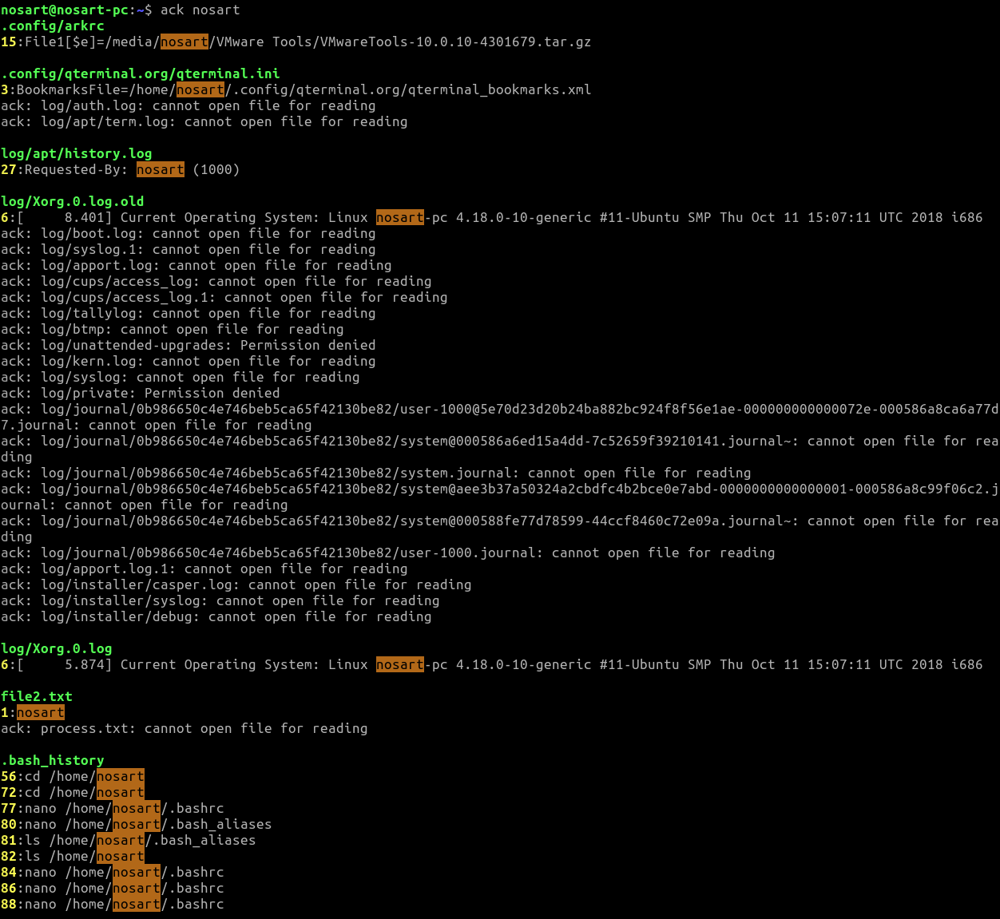 nosart@nosart-pc:~$ ack nosart
.config/arkrc
15:File1[$e]=/media/nosart/VMware Tools/VMwareTools-10.0.10-4301679.tar.gz
.config/qterminal.org/qterminal.ini
3:BookmarksFile=/home/nosart/.config/qterminal.org/qterminal_bookmarks.xml
ack: log/auth.log: cannot open file for reading
ack: log/apt/term.log: cannot open file for reading
log/apt/history.log
27:Requested-By: nosart (1000)
log/Xorg.0.log.old
6:[     8.401] Current Operating System: Linux nosart-pc 4.18.0-10-generic #11-Ubuntu SMP Thu Oct 11 15:07:11 UTC 2018 i686
ack: log/boot.log: cannot open file for reading
ack: log/syslog.1: cannot open file for reading
ack: log/apport.log: cannot open file for reading
ack: log/cups/access_log: cannot open file for reading
ack: log/cups/access_log.1: cannot open file for reading
ack: log/tallylog: cannot open file for reading
ack: log/btmp: cannot open file for reading
ack: log/unattended-upgrades: Permission denied
ack: log/kern.log: cannot open file for reading
ack: log/syslog: cannot open file for reading
ack: log/private: Permission denied
ack: log/journal/0b986650c4e746beb5ca65f42130be82/user-1000@5e70d23d20b24ba882bc924f8f56e1ae-000000000000072e-000586a8ca6a77d
7.journal: cannot open file for reading
ack: log/journal/0b986650c4e746beb5ca65f42130be82/system@000586a6ed15a4dd-7c52659f39210141.journal~: cannot open file for rea
ding
ack: log/journal/0b986650c4e746beb5ca65f42130be82/system.journal: cannot open file for reading
ack: log/journal/0b986650c4e746beb5ca65f42130be82/system@aee3b37a50324a2cbdfc4b2bce0e7abd-0000000000000001-000586a8c99f06c2.j
ournal: cannot open file for reading
ack: log/journal/0b986650c4e746beb5ca65f42130be82/system@000588fe77d78599-44ccf8460c72e09a.journal~: cannot open file for rea
ding
ack: log/journal/0b986650c4e746beb5ca65f42130be82/user-1000.journal: cannot open file for reading
ack: log/apport.log.1: cannot open file for reading
ack: log/installer/casper.log: cannot open file for reading
ack: log/installer/syslog: cannot open file for reading
ack: log/installer/debug: cannot open file for reading
log/Xorg.0.log
6:[     5.874] Current Operating System: Linux nosart-pc 4.18.0-10-generic #11-Ubuntu SMP Thu Oct 11 15:07:11 UTC 2018 i686
file2.txt
1:nosart
ack: process.txt: cannot open file for reading
.bash_history
56:cd /home/nosart
72:cd /home/nosart
77:nano /home/nosart/.bashrc
80:nano /home/nosart/.bash_aliases
81:ls /home/nosart/.bash_aliases
82:ls /home/nosart
84:nano /home/nosart/.bashrc
86:nano /home/nosart/.bashrc
88:nano /home/nosart/.bashrc